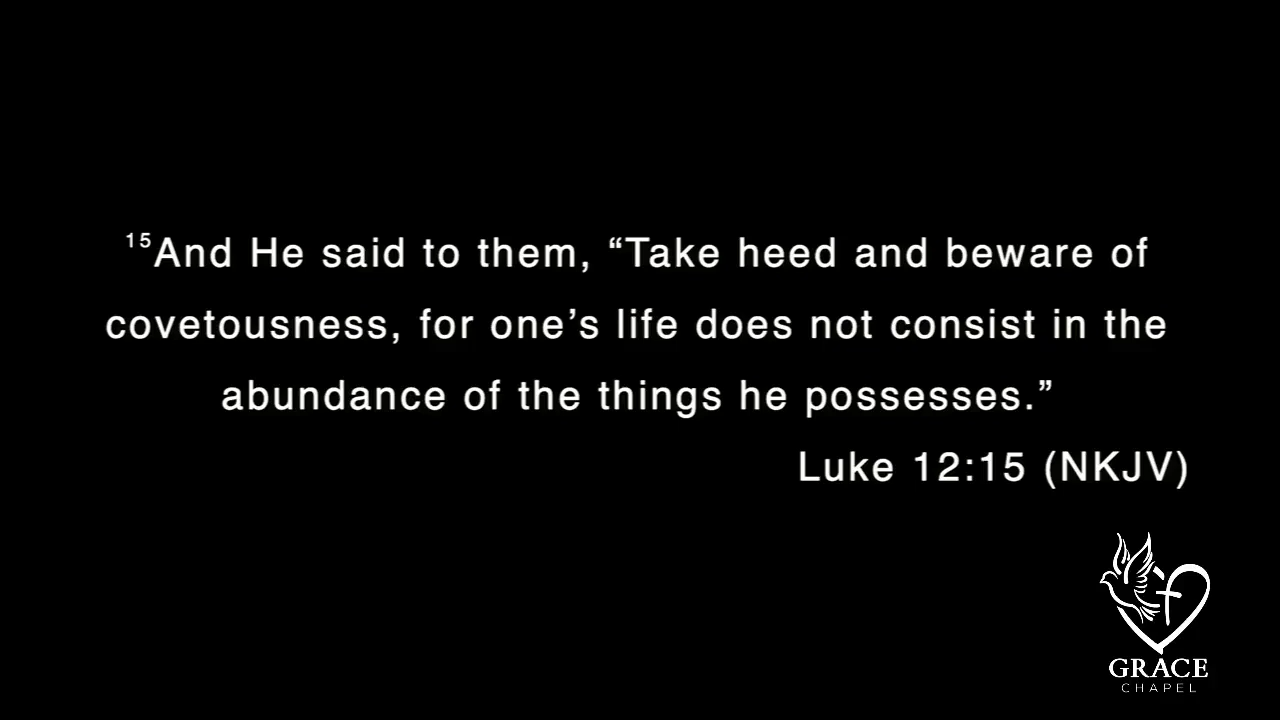 15And He said to them, “Take heed and beware of
covetousness, for one’s life does not consist in the
abundance of the things he possesses.”
Luke 12:15 (NKJV)
GRACE
CHAPEL